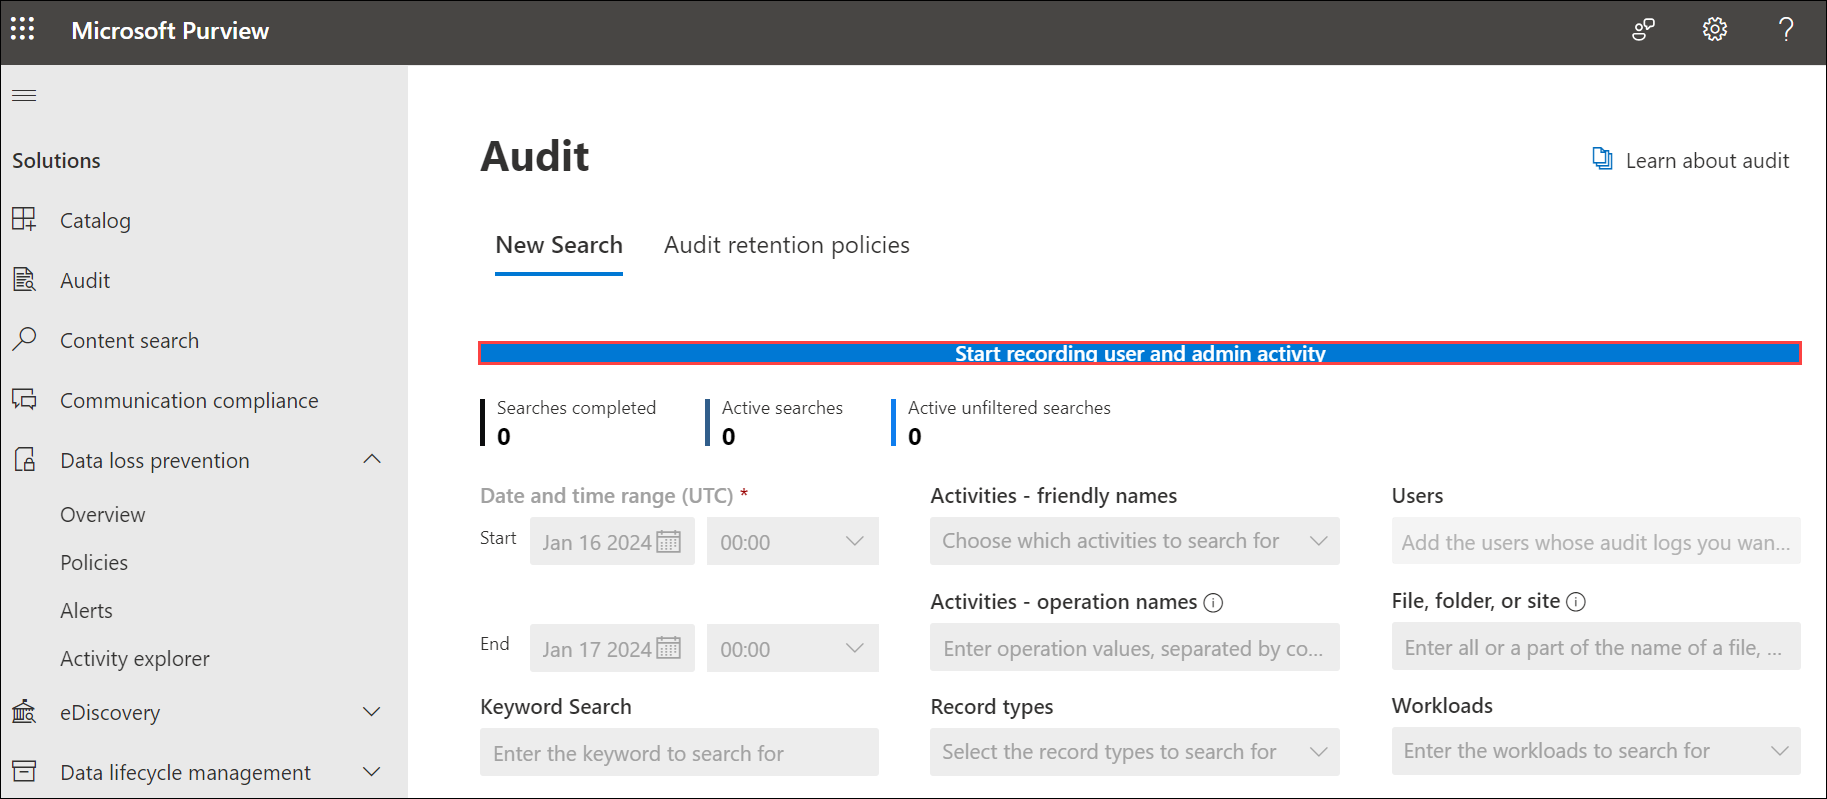 Microsoft Purview
Solutions
Catalog
Audit
Content search
Communication compliance
Data loss prevention
Overview
Policies
Alerts
Activity explorer
eDiscovery
Data lifecycle management
Audit
Learn about audit
New Search
Audit retention policies
Start recording user and admin activity
Searches completed
0
Active searches
0
Active unfiltered searches
0
Date and time range (UTC) *
Start
Jan 16 2024
00:00
End
Jan 17 2024
00:00
Keyword Search
Enter the keyword to search for
Activities - friendly names
Choose which activities to search for
Activities - operation names
Enter operation values, separated by co...
Record types
Select the record types to search for
Users
Add the users whose audit logs you wan...
File, folder, or site
Enter all or a part of the name of a file, ...
Workloads
Enter the workloads to search for